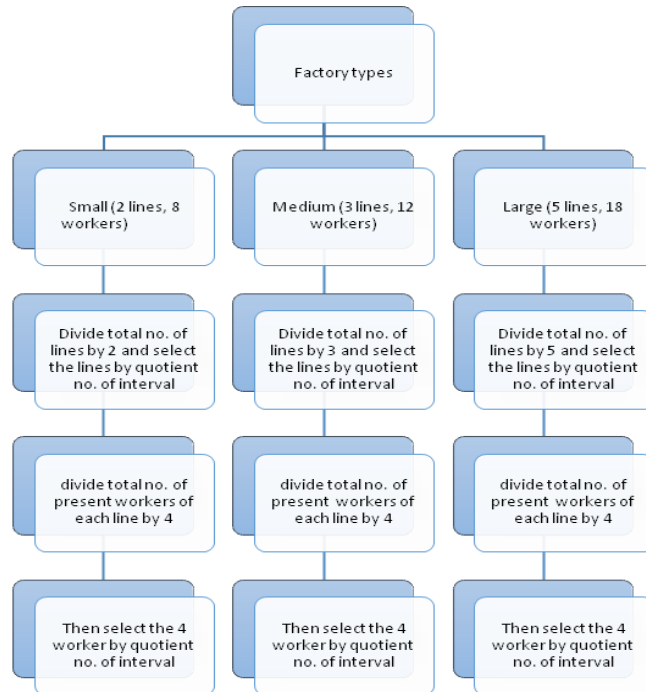 Factory types
Small (2 lines, 8
workers)
Medium (3 lines, 12
workers)
Large (5 lines, 18
workers)
Divide total no. of
lines by 2 and select
the lines by quotient
no. of interval
Divide total no. of
lines by 3 and select
the lines by quotient
no. of interval
Divide total no. of
lines by 5 and select
the lines by quotient
no. of interval
divide total no. of
present workers of
each line by 4
divide total no. of
present workers of
each line by 4
divide total no. of
present workers of
each line by 4
Then select the 4
worker by quotient
no. of interval
Then select the 4
worker by quotient
no. of interval
Then select the 4
worker by quotient
no. of interval